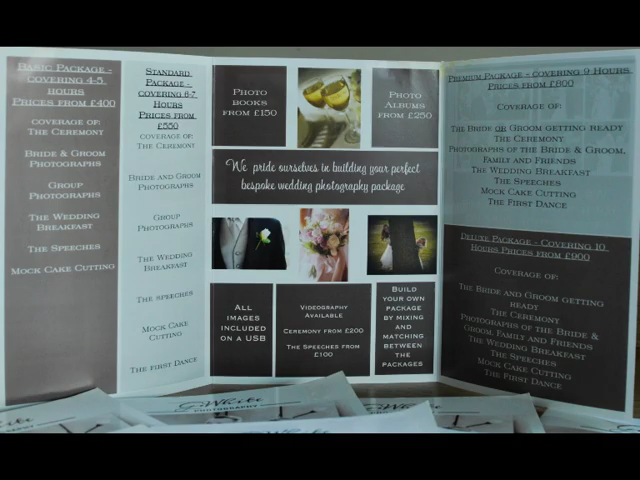 Basic Package -
covering 4-5
hours
Prices from £400
coverage of:
The Ceremony
Bride & Groom
Photographs
Group
Photographs
The Wedding
Breakfast
The Speeches
Mock Cake Cutting
Standard
Package -
covering 6-7
Hours
Prices from
£550
coverage of:
The Ceremony
Bride and Groom
Photographs
Group
Photographs
The Wedding
Breakfast
The speeches
Mock Cake
Cutting
The first Dance
Photo
books
from £150
Photo
Albums
from £250
We pride ourselves in building your perfect
bespoke wedding photography package
All
images
included
on a USB
Videography
Available
Ceremony from £200
The Speeches from
£100
Build
your own
package
by mixing
and
matching
between
the
packages
Premium Package - covering 9 Hours
Prices from £800
Coverage of:
The Bride or Groom getting ready
The Ceremony
Photographs of the Bride & Groom,
Family and Friends
The Wedding Breakfast
The Speeches
Mock Cake Cutting
The First Dance
Deluxe Package - Covering 10
Hours Prices from £900
Coverage of:
The Bride and Groom getting
ready
The Ceremony
Photographs of the Bride &
Groom, Family and Friends
The Wedding Breakfast
The Speeches
Mock Cake Cutting
The First Dance
G.White
Photography